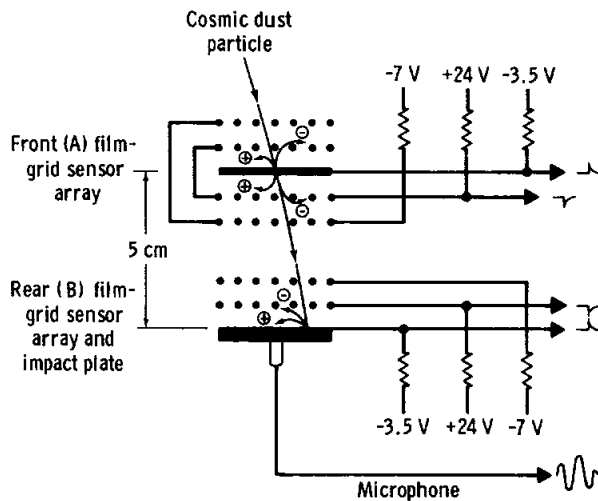 Cosmic dust
particle
-7 V +24 V -3.5 V
Front (A) film-
grid sensor
array
5 cm
Rear (B) film-
grid sensor
array and
impact plate
-3.5 V +24 V -7 V
Microphone